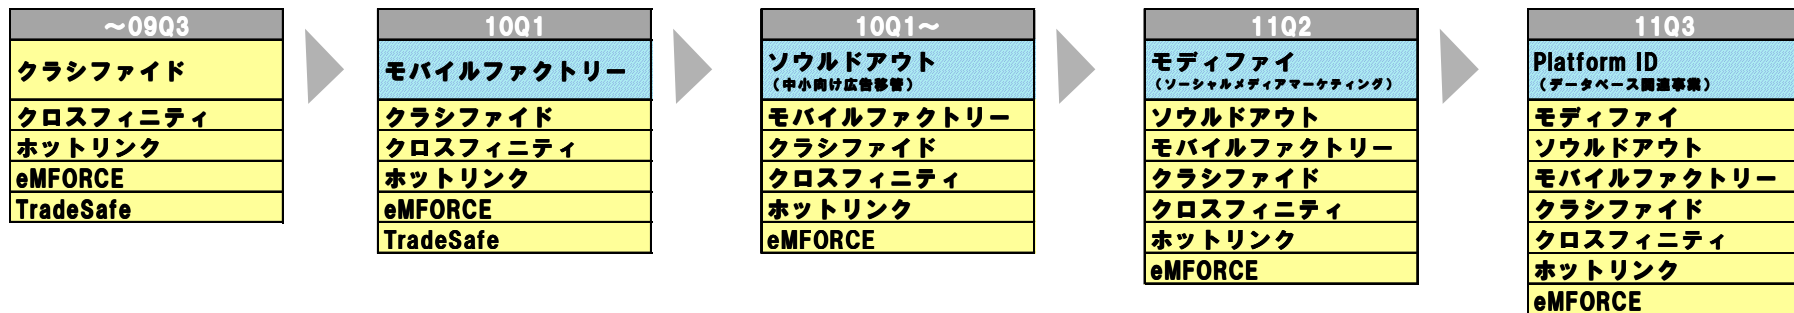 ～09Q3
クラシファイド
クロスフィニティ
ホットリンク
eMFORCE
TradeSafe
10Q1
モバイルファクトリー
クラシファイド
クロスフィニティ
ホットリンク
eMFORCE
TradeSafe
10Q1～
ソウルドアウト
（中小向け広告移管）
モバイルファクトリー
クラシファイド
クロスフィニティ
ホットリンク
eMFORCE
11Q2
モディファイ
（ソーシャルメディアマーケティング）
ソウルドアウト
モバイルファクトリー
クラシファイド
クロスフィニティ
ホットリンク
eMFORCE
11Q3
Platform ID
（データベース関連事業）
モディファイ
ソウルドアウト
モバイルファクトリー
クラシファイド
クロスフィニティ
ホットリンク
eMFORCE